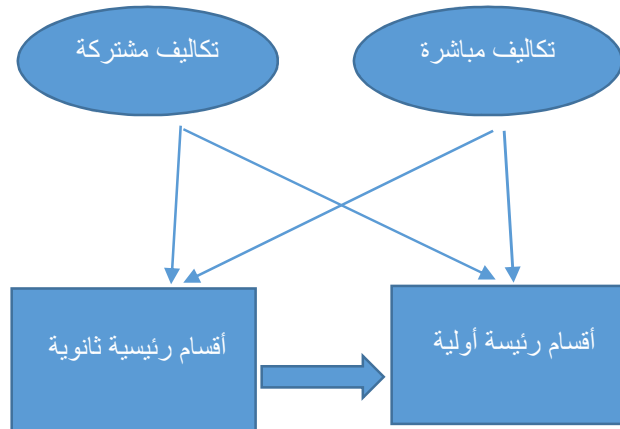 تكاليف مباشرة
تكاليف مشتركة
أقسام رئيسة أولية
أقسام رئيسية ثانوية